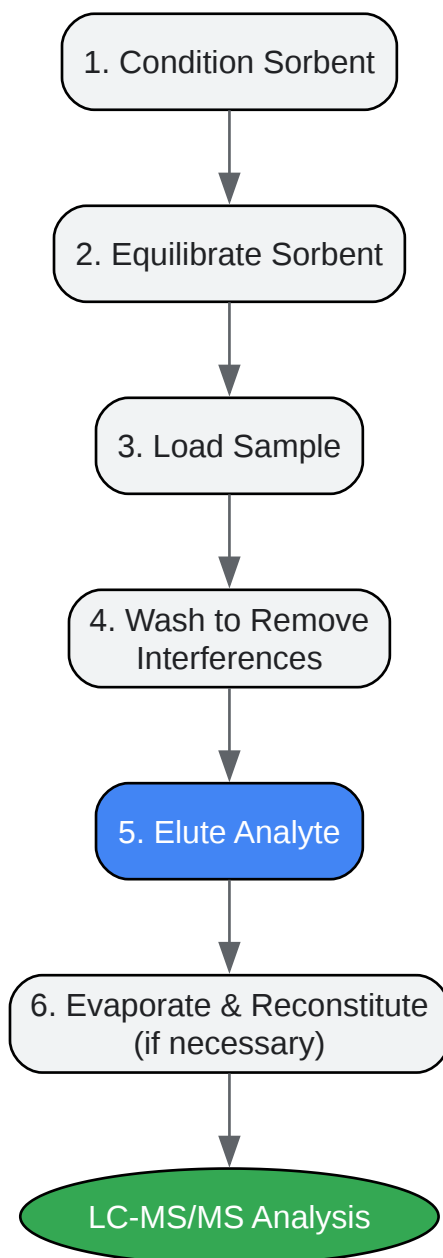 1. Condition Sorbent
2. Equilibrate Sorbent
3. Load Sample
4. Wash to Remove
Interferences
5. Elute Analyte
6. Evaporate & Reconstitute
(if necessary)
LC-MS/MS Analysis